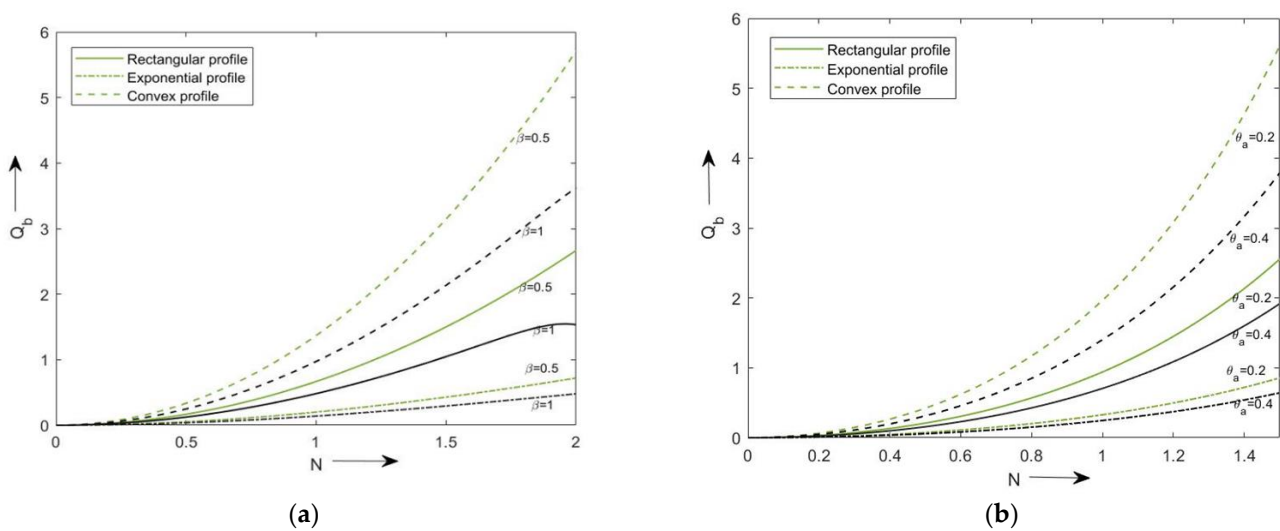 6
5
4
3
2
1
0
Q_b
Rectangular profile
Exponential profile
Convex profile
β=0.5
β=1
β=0.5
β=1
β=0.5
β=1
0
0.5
1
1.5
2
N
(a)
6
5
4
3
2
1
0
Q_b
Rectangular profile
Exponential profile
Convex profile
θ_a=0.2
θ_a=0.4
θ_a=0.2
θ_a=0.4
θ_a=0.2
θ_a=0.4
0
0.2
0.4
0.6
0.8
1
1.2
1.4
N
(b)